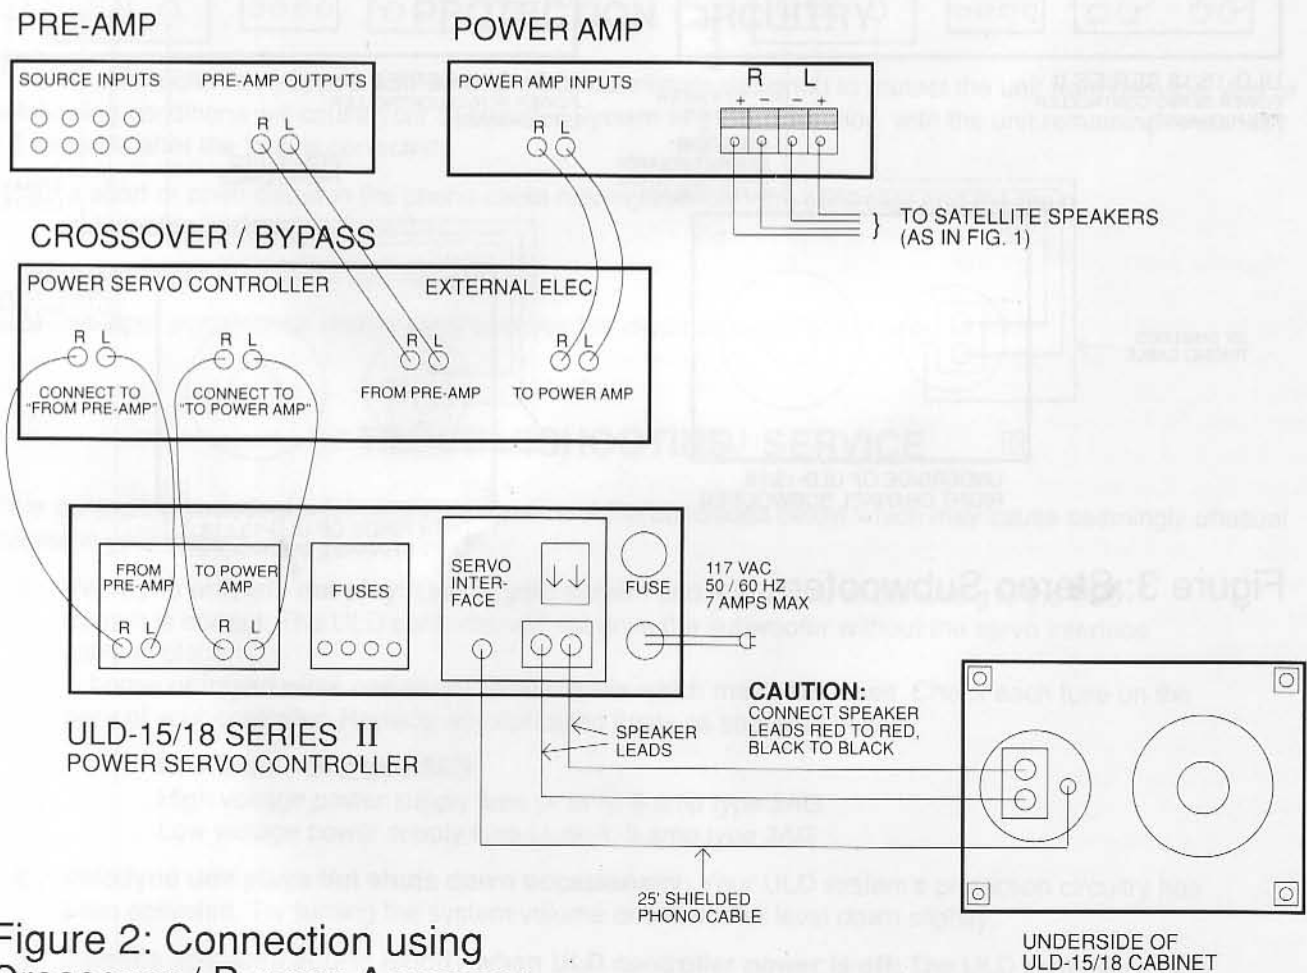 PRE-AMP
SOURCE INPUTS
PRE-AMP OUTPUTS
R L
POWER AMP
POWER AMP INPUTS
R L
R L
+ − − +
TO SATELLITE SPEAKERS
(AS IN FIG. 1)
CROSSOVER / BYPASS
POWER SERVO CONTROLLER
EXTERNAL ELEC.
R L
CONNECT TO
"FROM PRE-AMP"
R L
CONNECT TO
"TO POWER AMP"
R L
FROM PRE-AMP
R L
TO POWER AMP
FROM
PRE-AMP
R L
TO POWER
AMP
R L
FUSES
SERVO
INTER-
FACE
FUSE
117 VAC
50 / 60 HZ
7 AMPS MAX
ULD-15/18 SERIES II
POWER SERVO CONTROLLER
SPEAKER
LEADS
CAUTION:
CONNECT SPEAKER
LEADS RED TO RED,
BLACK TO BLACK
25' SHIELDED
PHONO CABLE
UNDERSIDE OF
ULD-15/18 CABINET
Figure 2: Connection using